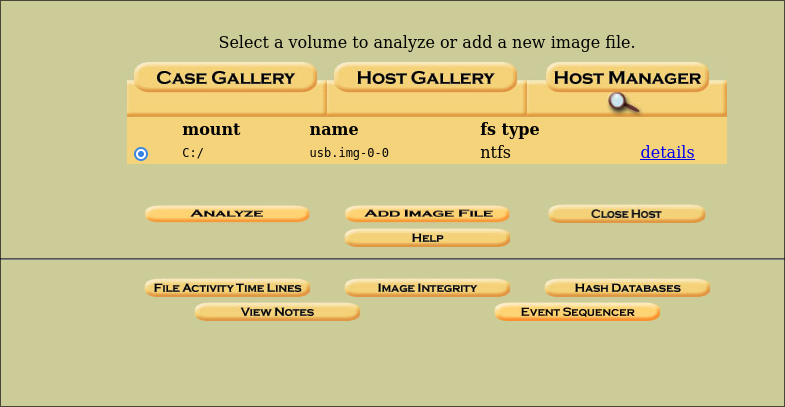 Select a volume to analyze or add a new image file.
CASE GALLERY HOST GALLERY HOST MANAGER
mount name fs type
C:/ usb.img-0-0 ntfs details
ANALYZE ADD IMAGE FILE CLOSE HOST
HELP
FILE ACTIVITY TIME LINES IMAGE INTEGRITY HASH DATABASES
VIEW NOTES EVENT SEQUENCER